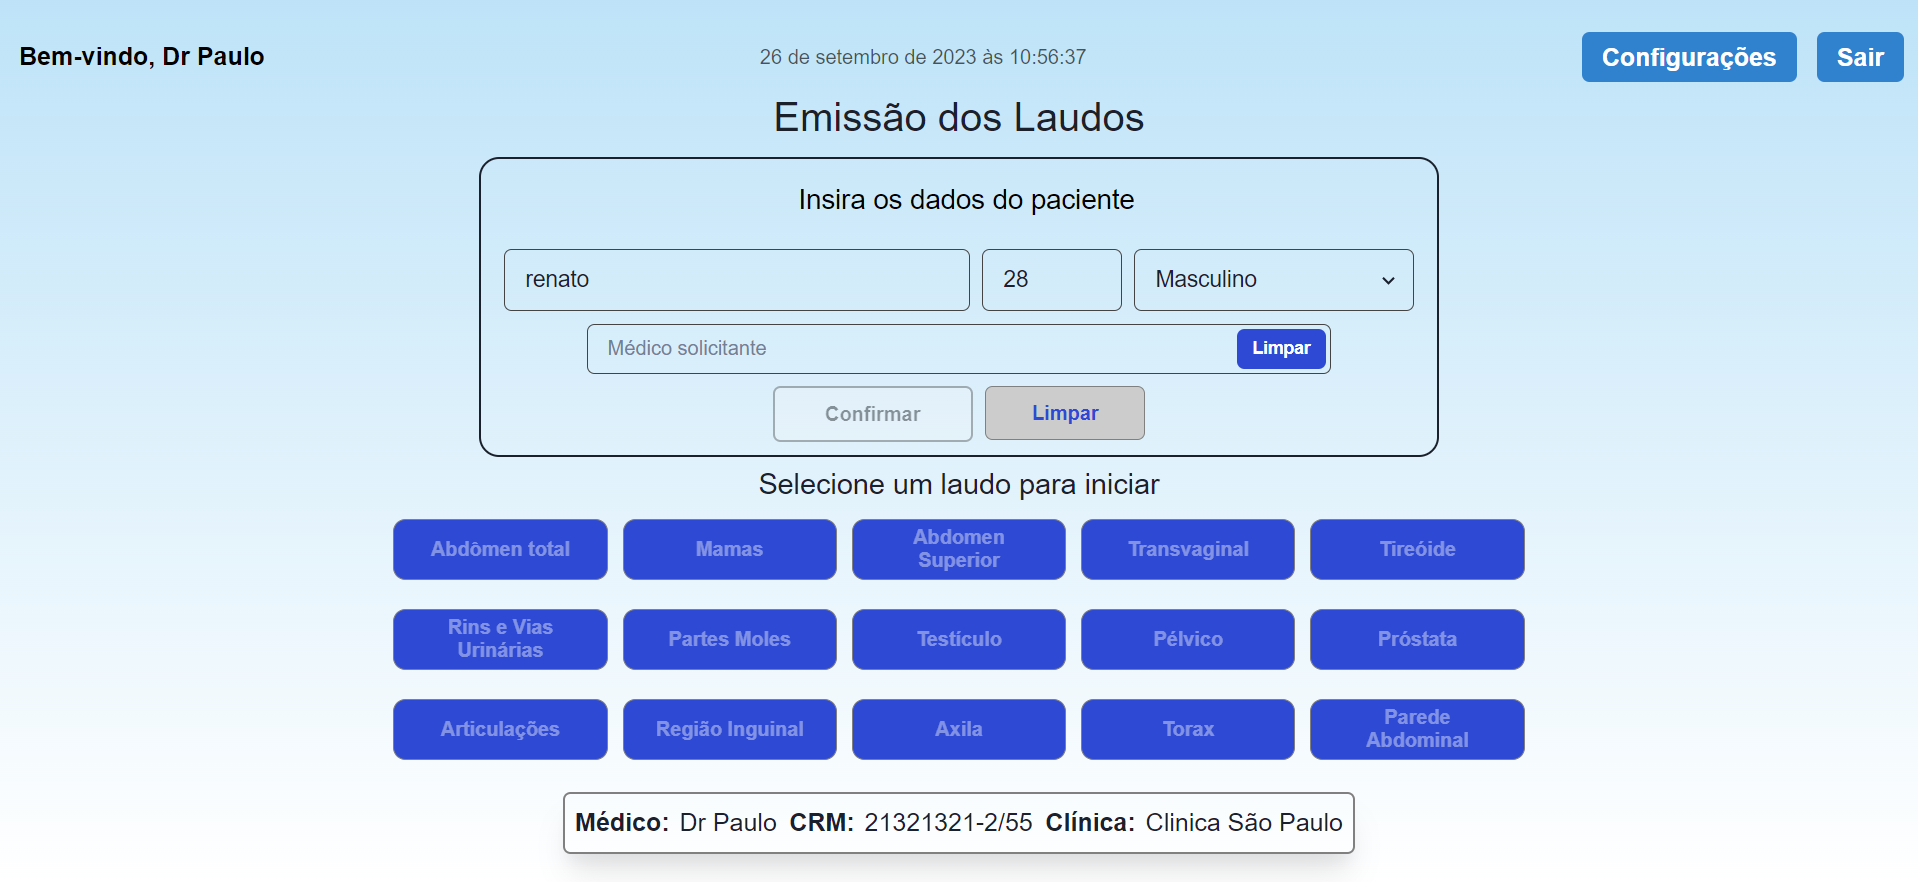 Bem-vindo, Dr Paulo
26 de setembro de 2023 às 10:56:37
Configurações
Sair
Emissão dos Laudos
Insira os dados do paciente
renato
28
Masculino
Médico solicitante
Limpar
Confirmar
Limpar
Selecione um laudo para iniciar
Abdômen total
Mamas
Abdomen
Superior
Transvaginal
Tireóide
Rins e Vias
Urinárias
Partes Moles
Testículo
Pélvico
Próstata
Articulações
Região Inguinal
Axila
Torax
Parede
Abdominal
Médico: Dr Paulo CRM: 21321321-2/55 Clínica: Clinica São Paulo